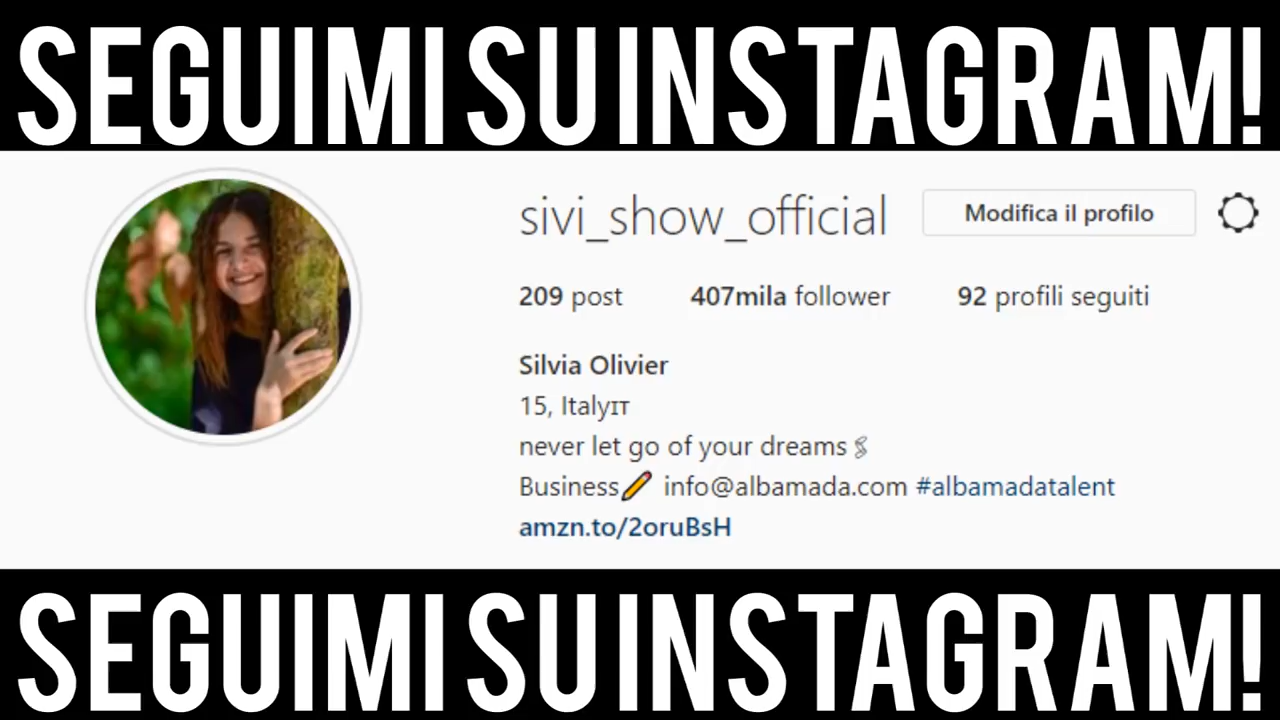 SEGUIMI SU INSTAGRAM!
sivi_show_official Modifica il profilo
209 post 407mila follower 92 profili seguiti
Silvia Olivier
15, Italyɪᴛ
never let go of your dreams
Business✏️ info@albamada.com #albamadatalent
amzn.to/2oruBsH
SEGUIMI SU INSTAGRAM!